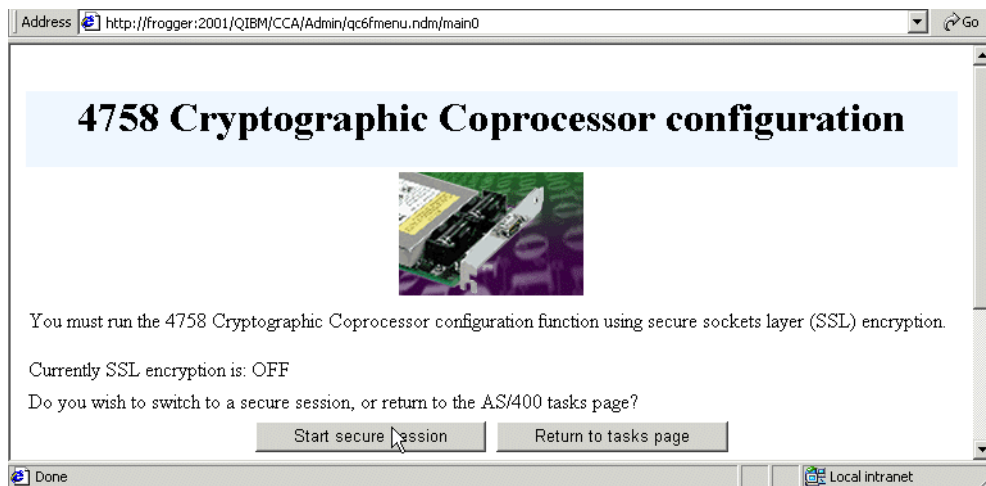 Address http://frogger:2001/QIBM/CCA/Admin/qc6fmenu.ndm/main0 Go
4758 Cryptographic Coprocessor configuration
You must run the 4758 Cryptographic Coprocessor configuration function using secure sockets layer (SSL) encryption.
Currently SSL encryption is: OFF
Do you wish to switch to a secure session, or return to the AS/400 tasks page?
Start secure session Return to tasks page
Done Local intranet